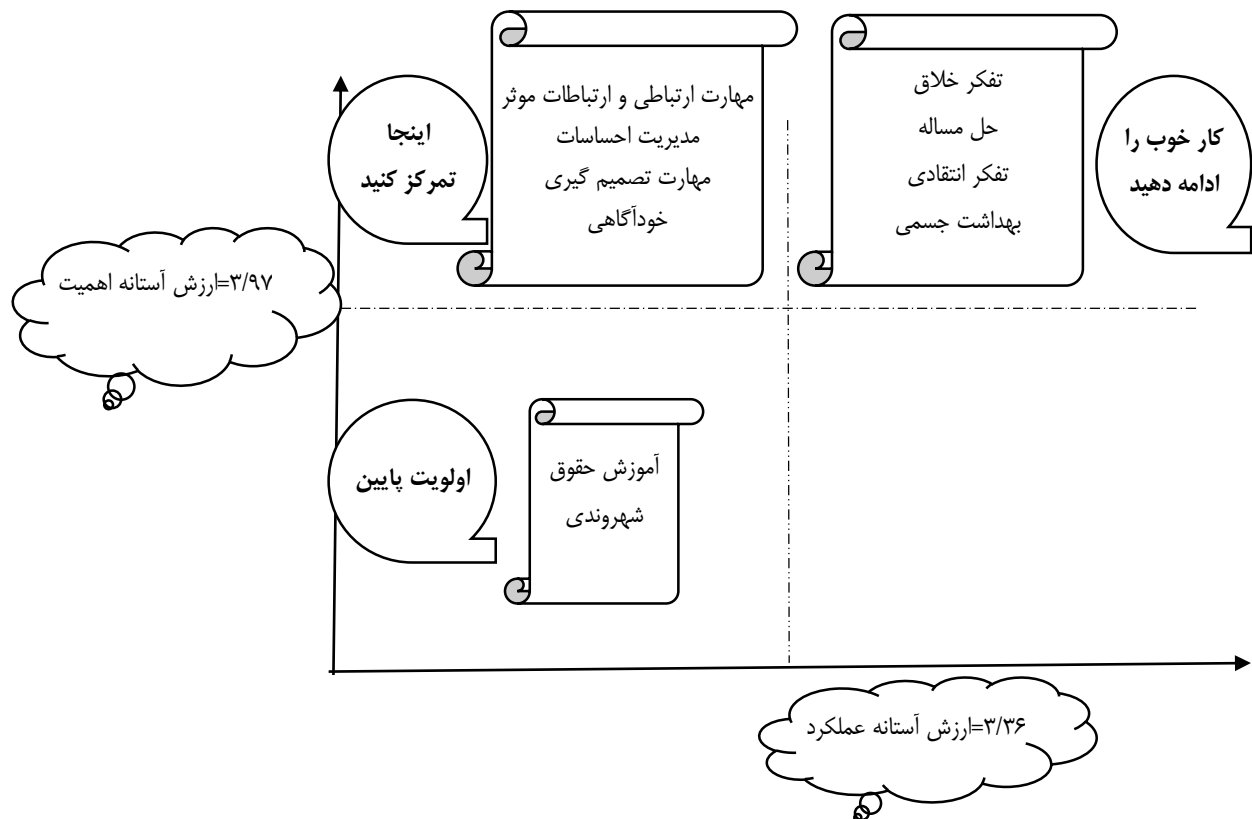 کار خوب را
ادامه دهید
تفکر خلاق
حل مساله
تفکر انتقادی
بهداشت جسمی
مهارت ارتباطی و ارتباطات موثر
مدیریت احساسات
مهارت تصمیم گیری
خودآگاهی
اینجا
تمرکز کنید
۳/۹۷=ارزش آستانه اهمیت
آموزش حقوق
شهروندی
اولویت پایین
۳/۳۶=ارزش آستانه عملکرد